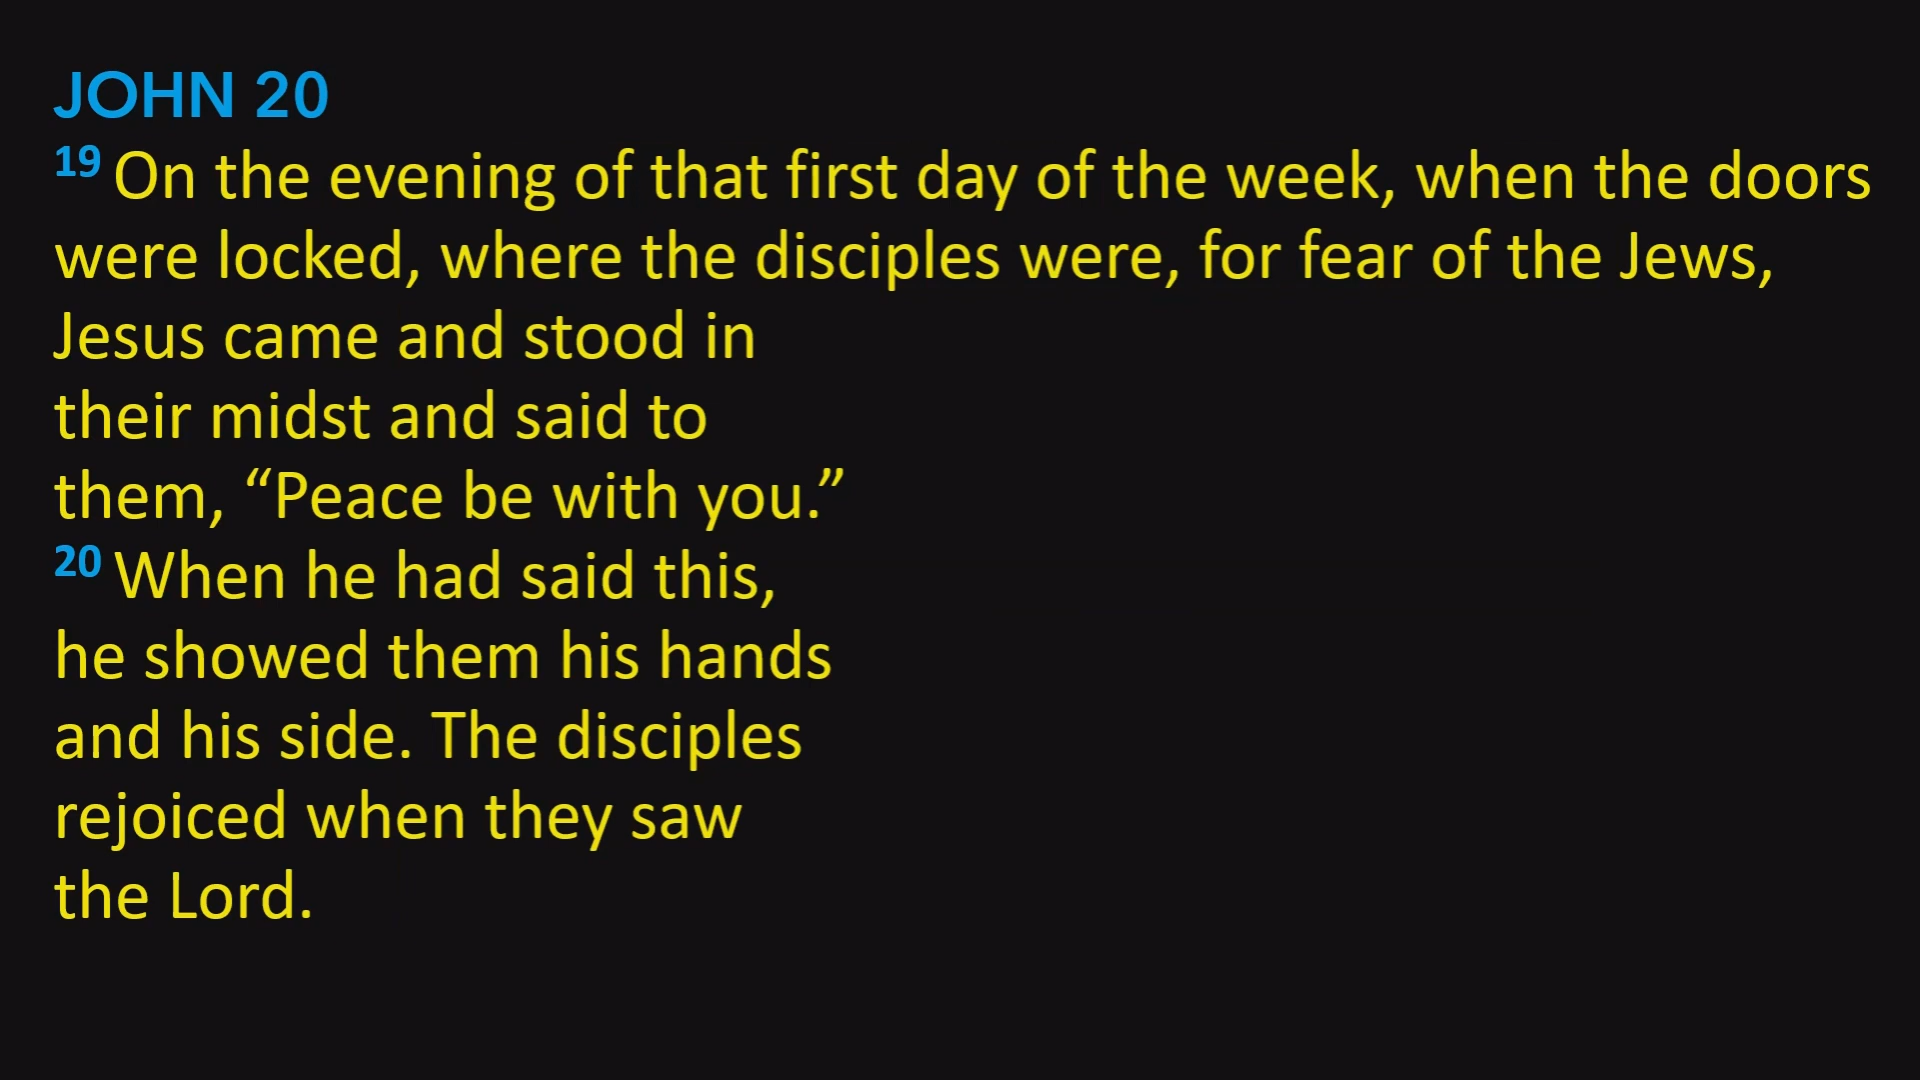 JOHN 20
19 On the evening of that first day of the week, when the doors
were locked, where the disciples were, for fear of the Jews,
Jesus came and stood in
their midst and said to
them, “Peace be with you.”
20 When he had said this,
he showed them his hands
and his side. The disciples
rejoiced when they saw
the Lord.